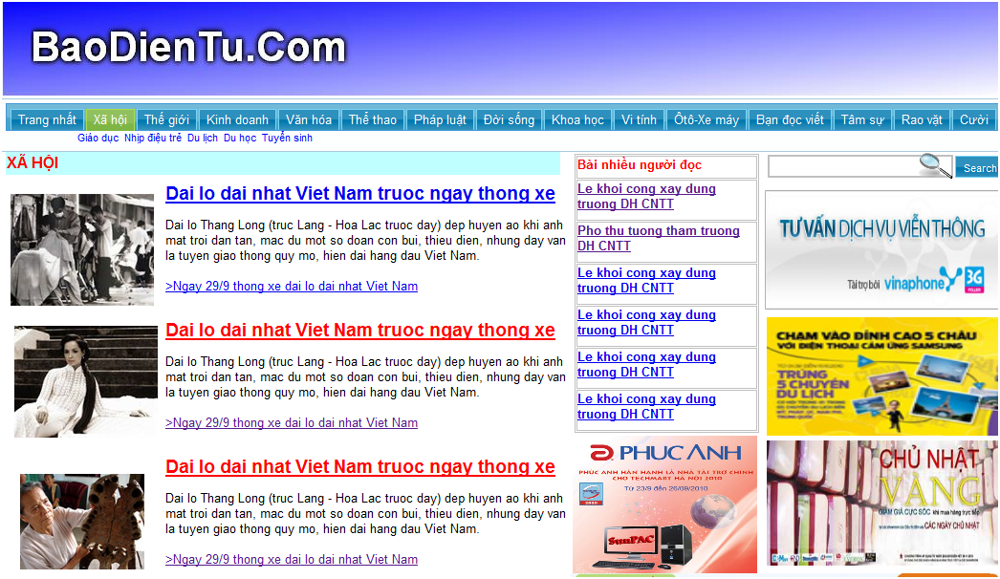 BaoDienTu.Com
Trang nhất Xã hội Thế giới Kinh doanh Văn hóa Thể thao Pháp luật Đời sống Khoa học Vi tính Ôtô-Xe máy Bạn đọc viết Tâm sự Rao vặt Cười
Giáo dục Nhịp điệu trẻ Du lịch Du học Tuyển sinh
XÃ HỘI
Dai lo dai nhat Viet Nam truoc ngay thong xe
Dai lo Thang Long (truc Lang - Hoa Lac truoc day) dep huyen ao khi anh
mat troi dan tan, mac du mot so doan con bui, thieu dien, nhung day van
la tuyen giao thong quy mo, hien dai hang dau Viet Nam.
>Ngay 29/9 thong xe dai lo dai nhat Viet Nam
Dai lo dai nhat Viet Nam truoc ngay thong xe
Dai lo Thang Long (truc Lang - Hoa Lac truoc day) dep huyen ao khi anh
mat troi dan tan, mac du mot so doan con bui, thieu dien, nhung day van
la tuyen giao thong quy mo, hien dai hang dau Viet Nam.
>Ngay 29/9 thong xe dai lo dai nhat Viet Nam
Dai lo dai nhat Viet Nam truoc ngay thong xe
Dai lo Thang Long (truc Lang - Hoa Lac truoc day) dep huyen ao khi anh
mat troi dan tan, mac du mot so doan con bui, thieu dien, nhung day van
la tuyen giao thong quy mo, hien dai hang dau Viet Nam.
>Ngay 29/9 thong xe dai lo dai nhat Viet Nam
Bài nhiều người đọc
Le khoi cong xay dung
truong DH CNTT
Pho thu tuong tham truong
DH CNTT
Le khoi cong xay dung
truong DH CNTT
Le khoi cong xay dung
truong DH CNTT
Le khoi cong xay dung
truong DH CNTT
Le khoi cong xay dung
truong DH CNTT
PHUC ANH
PHÚC ANH HÂN HẠNH LÀ NHÀ TÀI TRỢ CHÍNH
CHO TECHMART HÀ NỘI 2010
Từ 23/9 đến 26/09/2010
SunPAC
Search
TƯ VẤN DỊCH VỤ VIỄN THÔNG
Tài trợ bởi vinaphone 3G
CHẠM VÀO ĐỈNH CAO 5 CHÂU
VỚI ĐIỆN THOẠI CẢM ỨNG SAMSUNG
TRÚNG
5 CHUYẾN
DU LỊCH
CHỦ NHẬT
VÀNG
GIẢM GIÁ CỰC SỐC khi mua hàng trực tiếp
CÁC NGÀY CHỦ NHẬT